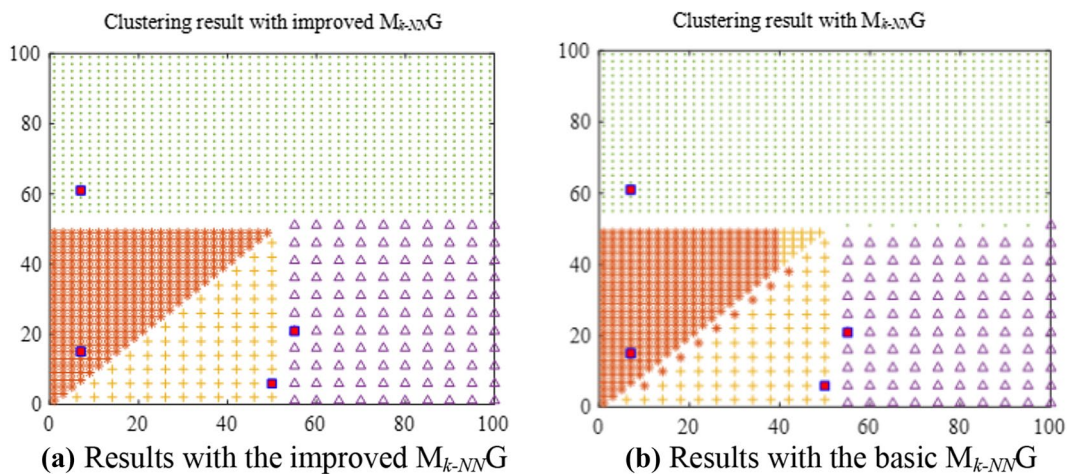 Clustering result with improved Mk-NNG
100
80
60
40
20
0
0 20 40 60 80 100
(a) Results with the improved Mk-NNG
Clustering result with Mk-NNG
100
80
60
40
20
0
0 20 40 60 80 100
(b) Results with the basic Mk-NNG